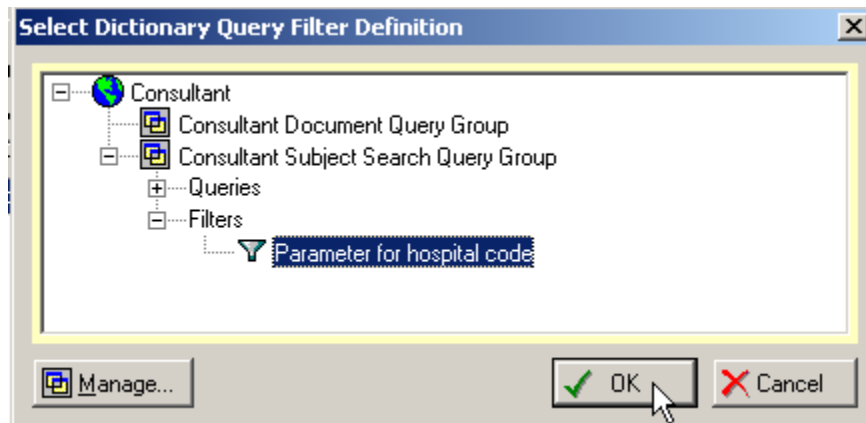 Select Dictionary Query Filter Definition
Consultant
Consultant Document Query Group
Consultant Subject Search Query Group
Queries
Filters
Parameter for hospital code
Manage... OK Cancel